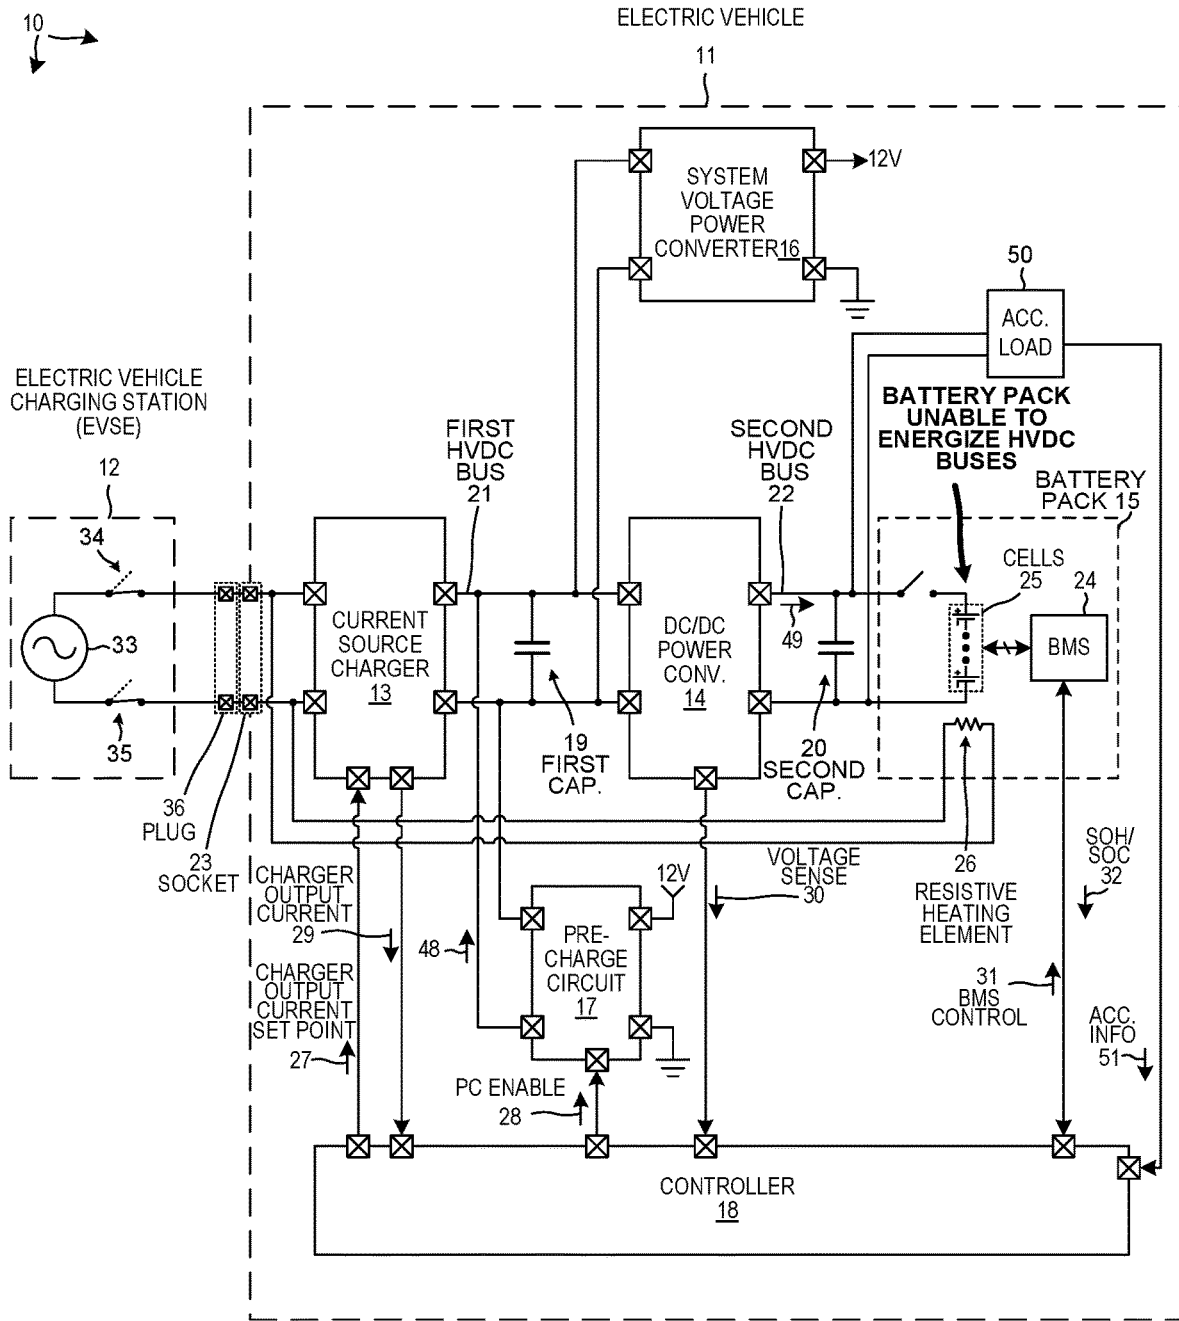 10
ELECTRIC VEHICLE
11
SYSTEM
VOLTAGE
POWER
CONVERTER 16
12V
50
ACC.
LOAD
ELECTRIC VEHICLE
CHARGING STATION
(EVSE)
12
34
33
35
FIRST
HVDC
BUS
21
SECOND
HVDC
BUS
22
BATTERY PACK
UNABLE TO
ENERGIZE HVDC
BUSES
BATTERY
PACK 15
CELLS
25
24
BMS
CURRENT
SOURCE
CHARGER
13
DC/DC
POWER
CONV.
14
49
19
FIRST
CAP.
20
SECOND
CAP.
36
PLUG
23
SOCKET
26
RESISTIVE
HEATING
ELEMENT
CHARGER
OUTPUT
CURRENT
29
CHARGER
OUTPUT
CURRENT
SET POINT
27
48
PRE-
CHARGE
CIRCUIT
17
12V
VOLTAGE
SENSE
30
SOH/
SOC
32
31
BMS
CONTROL
ACC.
INFO
51
PC ENABLE
28
CONTROLLER
18